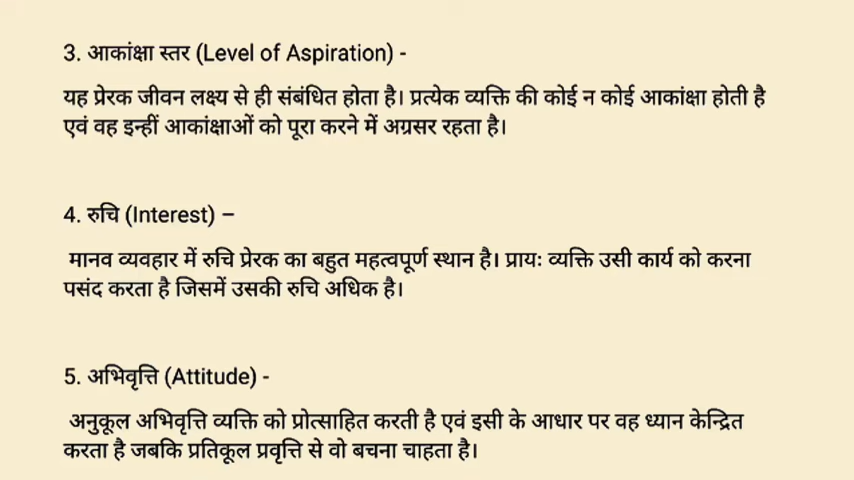 3. आकांक्षा स्तर (Level of Aspiration) -
यह प्रेरक जीवन लक्ष्य से ही संबंधित होता है। प्रत्येक व्यक्ति की कोई न कोई आकांक्षा होती है
एवं वह इन्हीं आकांक्षाओं को पूरा करने में अग्रसर रहता है।
4. रुचि (Interest) –
मानव व्यवहार में रुचि प्रेरक का बहुत महत्वपूर्ण स्थान है। प्रायः व्यक्ति उसी कार्य को करना
पसंद करता है जिसमें उसकी रुचि अधिक है।
5. अभिवृत्ति (Attitude) -
अनुकूल अभिवृत्ति व्यक्ति को प्रोत्साहित करती है एवं इसी के आधार पर वह ध्यान केन्द्रित
करता है जबकि प्रतिकूल प्रवृत्ति से वो बचना चाहता है।